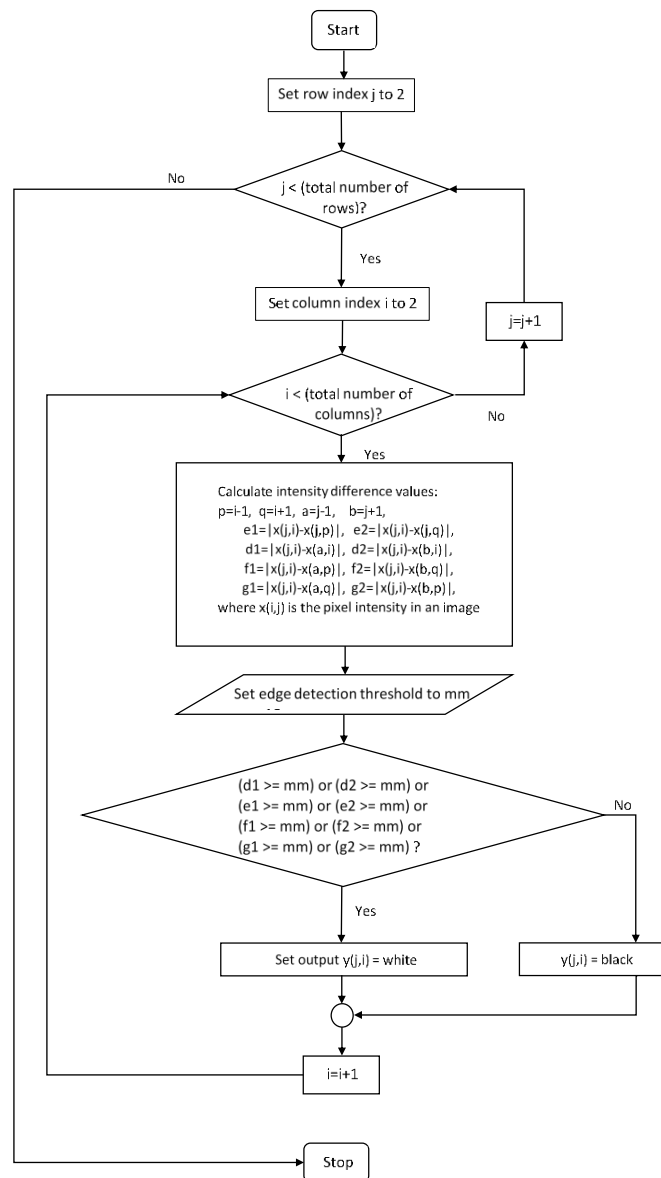 Start
Set row index j to 2
No
j < (total number of
rows)?
Yes
Set column index i to 2
j=j+1
i < (total number of
columns)?
No
Yes
Calculate intensity difference values:
p=i-1, q=i+1, a=j-1, b=j+1,
e1=|x(j,i)-x(j,p)|, e2=|x(j,i)-x(j,q)|,
d1=|x(j,i)-x(a,i)|, d2=|x(j,i)-x(b,i)|,
f1=|x(j,i)-x(a,p)|, f2=|x(j,i)-x(b,q)|,
g1=|x(j,i)-x(a,q)|, g2=|x(j,i)-x(b,p)|,
where x(i,j) is the pixel intensity in an image
Set edge detection threshold to mm
(d1 >= mm) or (d2 >= mm) or
(e1 >= mm) or (e2 >= mm) or
(f1 >= mm) or (f2 >= mm) or
(g1 >= mm) or (g2 >= mm) ?
No
Yes
Set output y(j,i) = white
y(j,i) = black
i=i+1
Stop